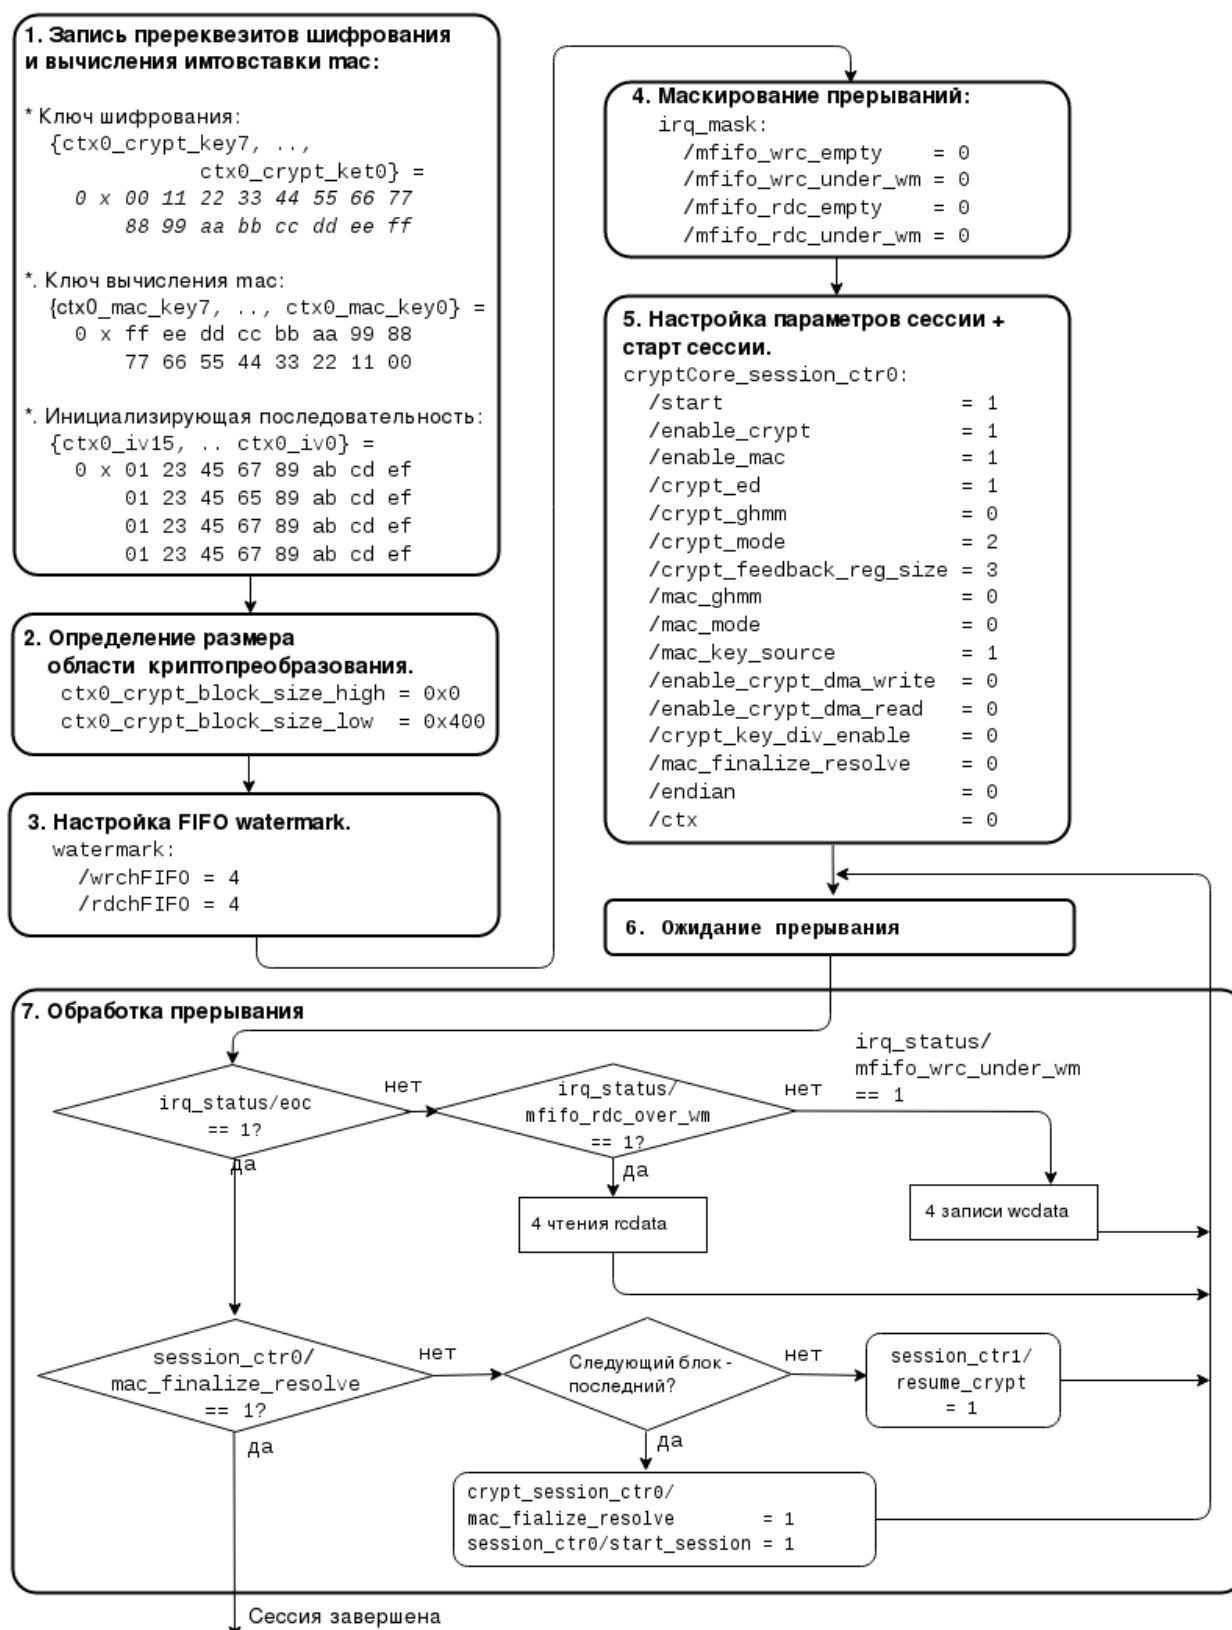 1. Запись пререквезитов шифрования
и вычисления имтовставки mac:
* Ключ шифрования:
{ctx0_crypt_key7, ..,
ctx0_crypt_ket0} =
0 x 00 11 22 33 44 55 66 77
88 99 aa bb cc dd ee ff
*. Ключ вычисления mac:
{ctx0_mac_key7, .., ctx0_mac_key0} =
0 x ff ee dd cc bb aa 99 88
77 66 55 44 33 22 11 00
*. Инициализирующая последовательность:
{ctx0_iv15, .. ctx0_iv0} =
0 x 01 23 45 67 89 ab cd ef
01 23 45 65 89 ab cd ef
01 23 45 67 89 ab cd ef
01 23 45 67 89 ab cd ef
2. Определение размера
области криптопреобразования.
ctx0_crypt_block_size_high = 0x0
ctx0_crypt_block_size_low = 0x400
3. Настройка FIFO watermark.
watermark:
/wrchFIFO = 4
/rdchFIFO = 4
4. Маскирование прерываний:
irq_mask:
/mfifo_wrc_empty = 0
/mfifo_wrc_under_wm = 0
/mfifo_rdc_empty = 0
/mfifo_rdc_under_wm = 0
5. Настройка параметров сессии +
старт сессии.
cryptCore_session_ctr0:
/start = 1
/enable_crypt = 1
/enable_mac = 1
/crypt_ed = 1
/crypt_ghmm = 0
/crypt_mode = 2
/crypt_feedback_reg_size = 3
/mac_ghmm = 0
/mac_mode = 0
/mac_key_source = 1
/enable_crypt_dma_write = 0
/enable_crypt_dma_read = 0
/crypt_key_div_enable = 0
/mac_finalize_resolve = 0
/endian = 0
/ctx = 0
6. Ожидание прерывания
7. Обработка прерывания
irq_status/eoc
== 1?
нет
да
irq_status/
mfifo_rdc_over_wm
== 1?
нет
да
irq_status/
mfifo_wrc_under_wm
== 1
4 чтения rcdata
4 записи wcdata
session_ctr0/
mac_finalize_resolve
== 1?
нет
да
Следующий блок -
последний?
нет
да
session_ctr1/
resume_crypt
= 1
crypt_session_ctr0/
mac_fialize_resolve = 1
session_ctr0/start_session = 1
Сессия завершена